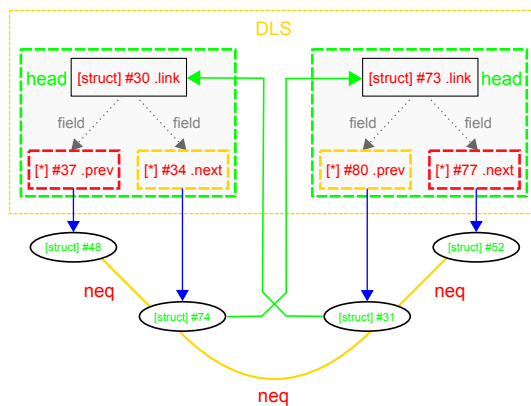 DLS
head
[struct] #30 .link
[struct] #73 .link
head
field
field
field
field
[*] #37 .prev
[*] #34 .next
[*] #80 .prev
[*] #77 .next
[struct] #48
[struct] #52
neq
neq
[struct] #74
[struct] #31
neq